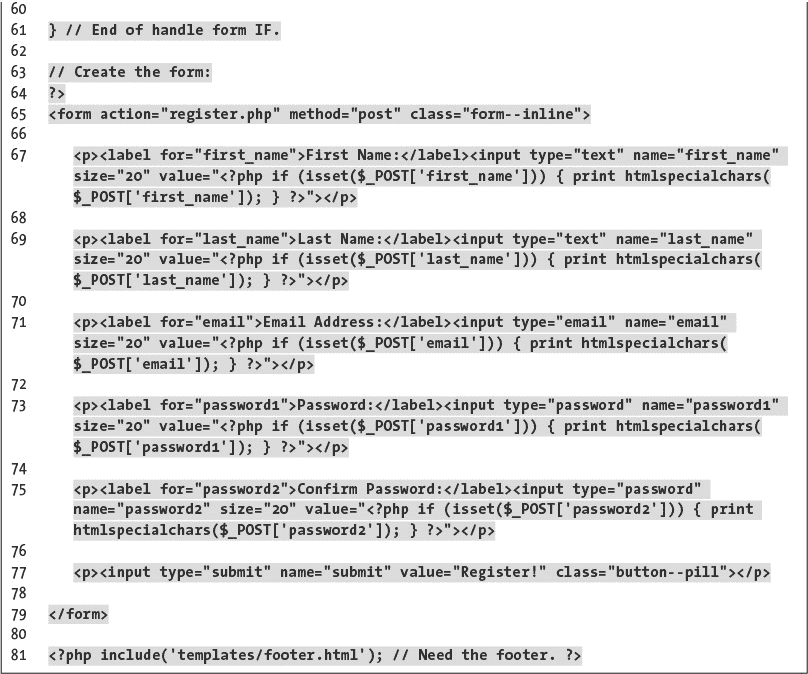 60
61 } // End of handle form IF.
62
63 // Create the form:
64 ?>
65 <form action="register.php" method="post" class="form--inline">
66
67 <p><label for="first_name">First Name:</label><input type="text" name="first_name"
size="20" value="<?php if (isset($_POST['first_name'])) { print htmlspecialchars(
$_POST['first_name']); } ?>"></p>
68
69 <p><label for="last_name">Last Name:</label><input type="text" name="last_name"
size="20" value="<?php if (isset($_POST['last_name'])) { print htmlspecialchars(
$_POST['last_name']); } ?>"></p>
70
71 <p><label for="email">Email Address:</label><input type="email" name="email"
size="20" value="<?php if (isset($_POST['email'])) { print htmlspecialchars(
$_POST['email']); } ?>"></p>
72
73 <p><label for="password1">Password:</label><input type="password" name="password1"
size="20" value="<?php if (isset($_POST['password1'])) { print htmlspecialchars(
$_POST['password1']); } ?>"></p>
74
75 <p><label for="password2">Confirm Password:</label><input type="password"
name="password2" size="20" value="<?php if (isset($_POST['password2'])) { print
htmlspecialchars($_POST['password2']); } ?>"></p>
76
77 <p><input type="submit" name="submit" value="Register!" class="button--pill"></p>
78
79 </form>
80
81 <?php include('templates/footer.html'); // Need the footer. ?>